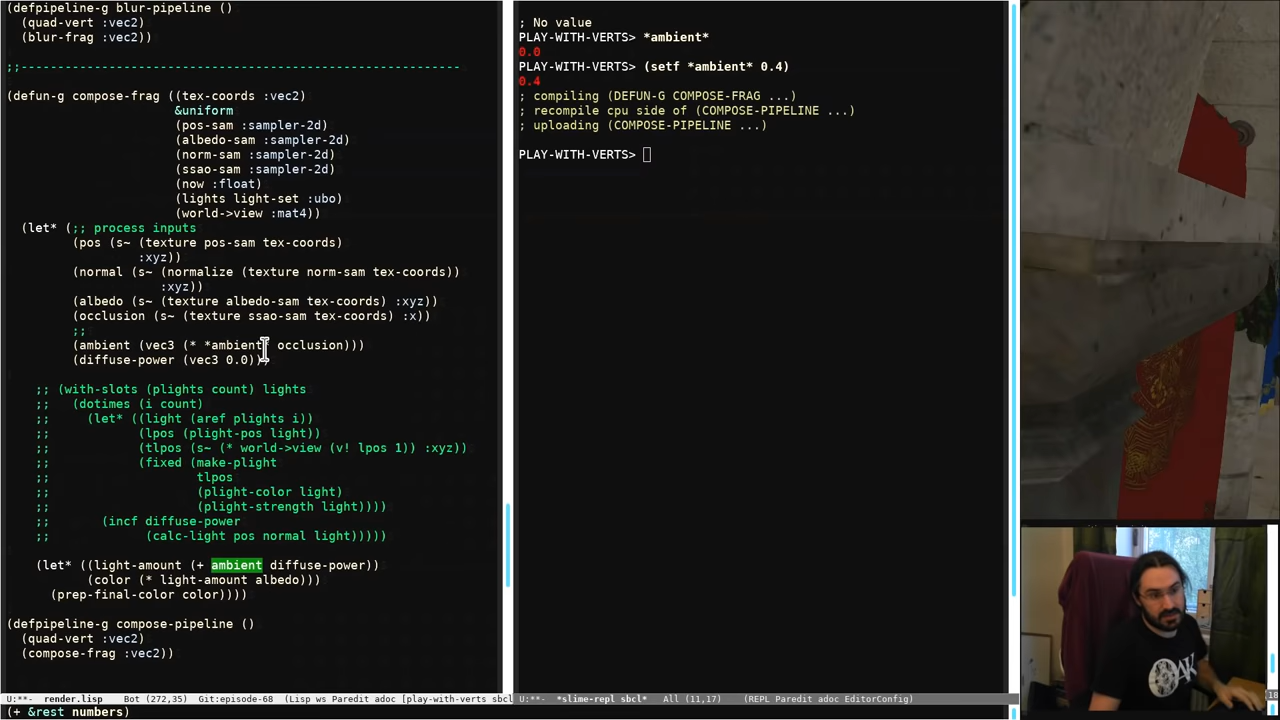 (defpipeline-g blur-pipeline ()
  (quad-vert :vec2)
  (blur-frag :vec2))
;;------------------------------------------------------------
(defun-g compose-frag ((tex-coords :vec2)
                       &uniform
                       (pos-sam :sampler-2d)
                       (albedo-sam :sampler-2d)
                       (norm-sam :sampler-2d)
                       (ssao-sam :sampler-2d)
                       (now :float)
                       (lights light-set :ubo)
                       (world->view :mat4))
  (let* (;; process inputs
         (pos (s~ (texture pos-sam tex-coords)
                  :xyz))
         (normal (s~ (normalize (texture norm-sam tex-coords))
                     :xyz))
         (albedo (s~ (texture albedo-sam tex-coords) :xyz))
         (occlusion (s~ (texture ssao-sam tex-coords) :x))
         ;;
         (ambient (vec3 (* *ambient* occlusion)))
         (diffuse-power (vec3 0.0)))
    ;; (with-slots (plights count) lights
    ;;   (dotimes (i count)
    ;;     (let* ((light (aref plights i))
    ;;            (lpos (plight-pos light))
    ;;            (tlpos (s~ (* world->view (v! lpos 1)) :xyz))
    ;;            (fixed (make-plight
    ;;                    tlpos
    ;;                    (plight-color light)
    ;;                    (plight-strength light))))
    ;;       (incf diffuse-power
    ;;             (calc-light pos normal light)))))
    (let* ((light-amount (+ ambient diffuse-power))
           (color (* light-amount albedo)))
      (prep-final-color color))))
(defpipeline-g compose-pipeline ()
  (quad-vert :vec2)
  (compose-frag :vec2))
U:**-  render.lisp    Bot (272,35)  Git:episode-68  (Lisp ws Paredit adoc [play-with-verts sbcl
(+ &rest numbers)
; No value
PLAY-WITH-VERTS> *ambient*
0.0
PLAY-WITH-VERTS> (setf *ambient* 0.4)
0.4
; compiling (DEFUN-G COMPOSE-FRAG ...)
; recompile cpu side of (COMPOSE-PIPELINE ...)
; uploading (COMPOSE-PIPELINE ...)
PLAY-WITH-VERTS>
U:**-  *slime-repl sbcl*   All (11,17)    (REPL Paredit adoc EditorConfig)